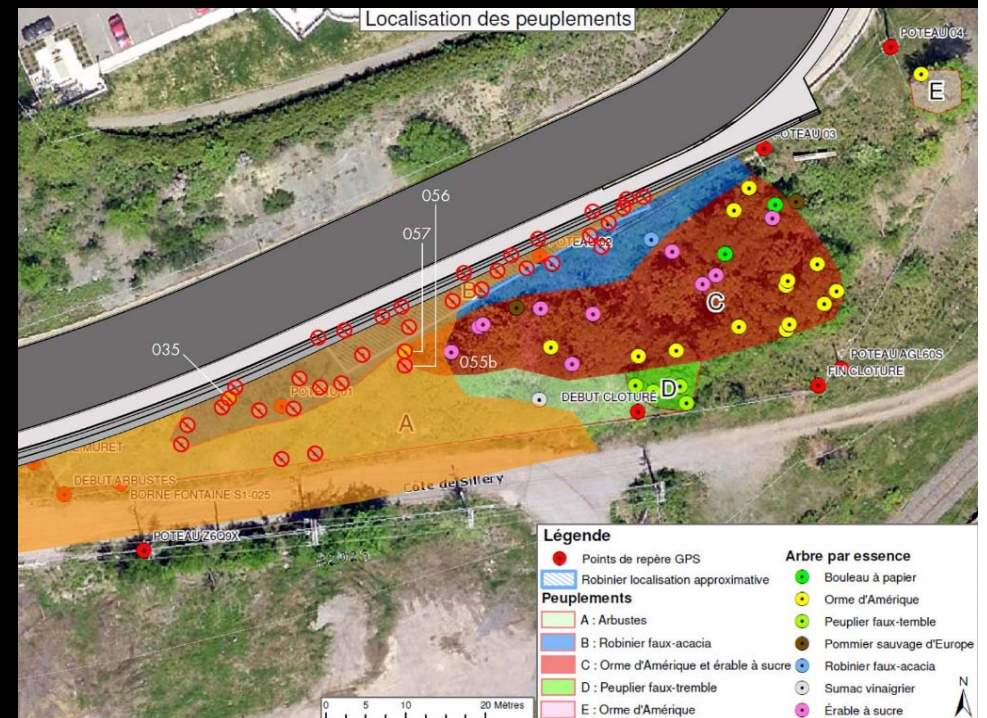 Localisation des peuplements
POTEAU 04
E
POTEAU 03
056
057
POTEAU 02
B
C
035
055b
POTEAU AGL60S
FIN CLOTURE
D
POTEAU 01
DEBUT CLOTURE
A
MURET
DEBUT ARBUSTES
BORNE FONTAINE S1-025
Cote de Sillery
POTEAU Z6Q9X
Légende
Points de repère GPS
Robinier localisation approximative
Peuplements
A : Arbustes
B : Robinier faux-acacia
C : Orme d'Amérique et érable à sucre
D : Peuplier faux-tremble
E : Orme d'Amérique
Arbre par essence
Bouleau à papier
Orme d'Amérique
Peuplier faux-temble
Pommier sauvage d'Europe
Robinier faux-acacia
Sumac vinaigrier
Érable à sucre
N
0 5 10 20 Mètres